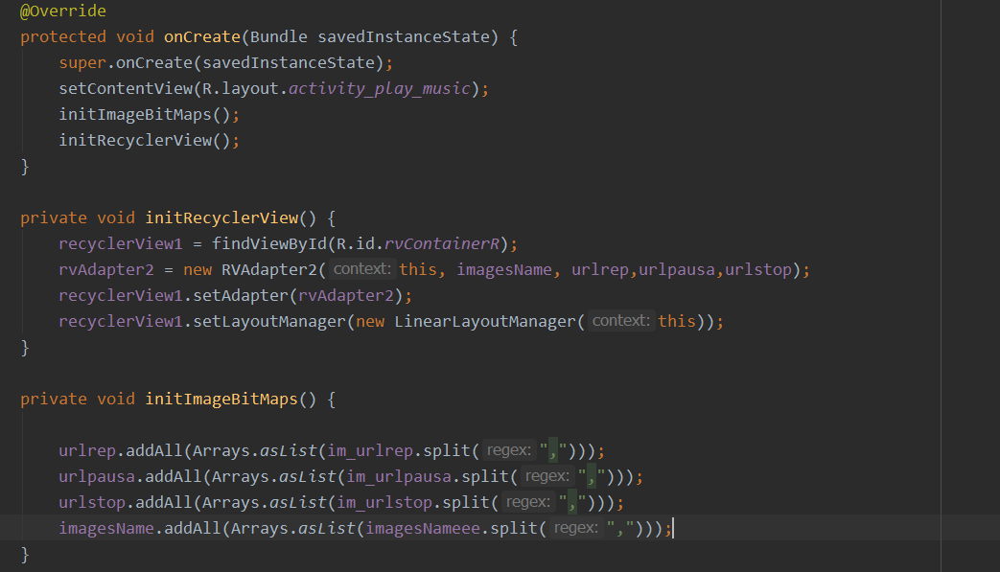 @Override
protected void onCreate(Bundle savedInstanceState) {
    super.onCreate(savedInstanceState);
    setContentView(R.layout.activity_play_music);
    initImageBitMaps();
    initRecyclerView();
}

private void initRecyclerView() {
    recyclerView1 = findViewById(R.id.rvContainerR);
    rvAdapter2 = new RVAdapter2( context: this, imagesName, urlrep,urlpausa,urlstop);
    recyclerView1.setAdapter(rvAdapter2);
    recyclerView1.setLayoutManager(new LinearLayoutManager( context: this));
}

private void initImageBitMaps() {

    urlrep.addAll(Arrays.asList(im_urlrep.split( regex: ",")));
    urlpausa.addAll(Arrays.asList(im_urlpausa.split( regex: ",")));
    urlstop.addAll(Arrays.asList(im_urlstop.split( regex: ",")));
    imagesName.addAll(Arrays.asList(imagesNameee.split( regex: ",")));
}